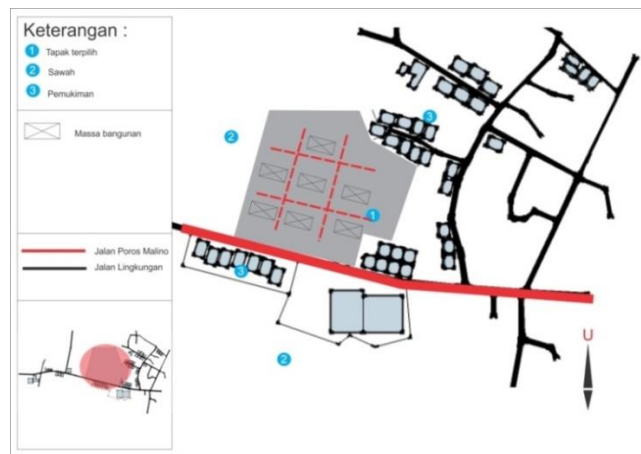 Keterangan :
1 Tapak terpilih
2 Sawah
3 Pemukiman
Massa bangunan
Jalan Poros Malino
Jalan Lingkungan
2
3
1
3
2
U